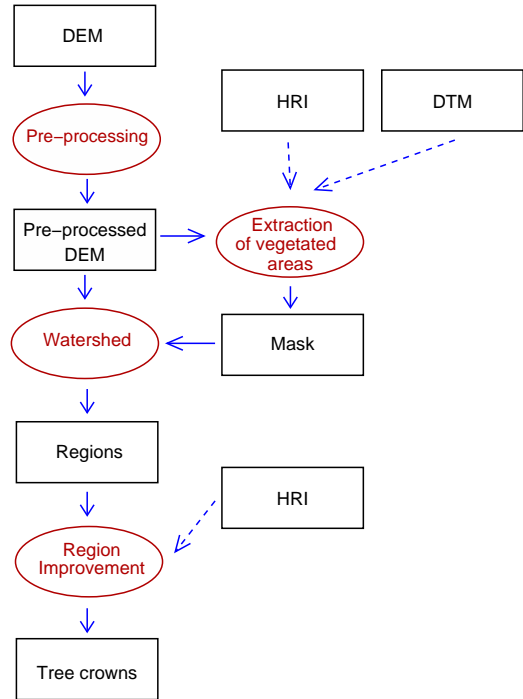 DEM
HRI
DTM
Pre−processing
Pre−processed
DEM
Extraction
of vegetated
areas
Watershed
Mask
Regions
HRI
Region
Improvement
Tree crowns